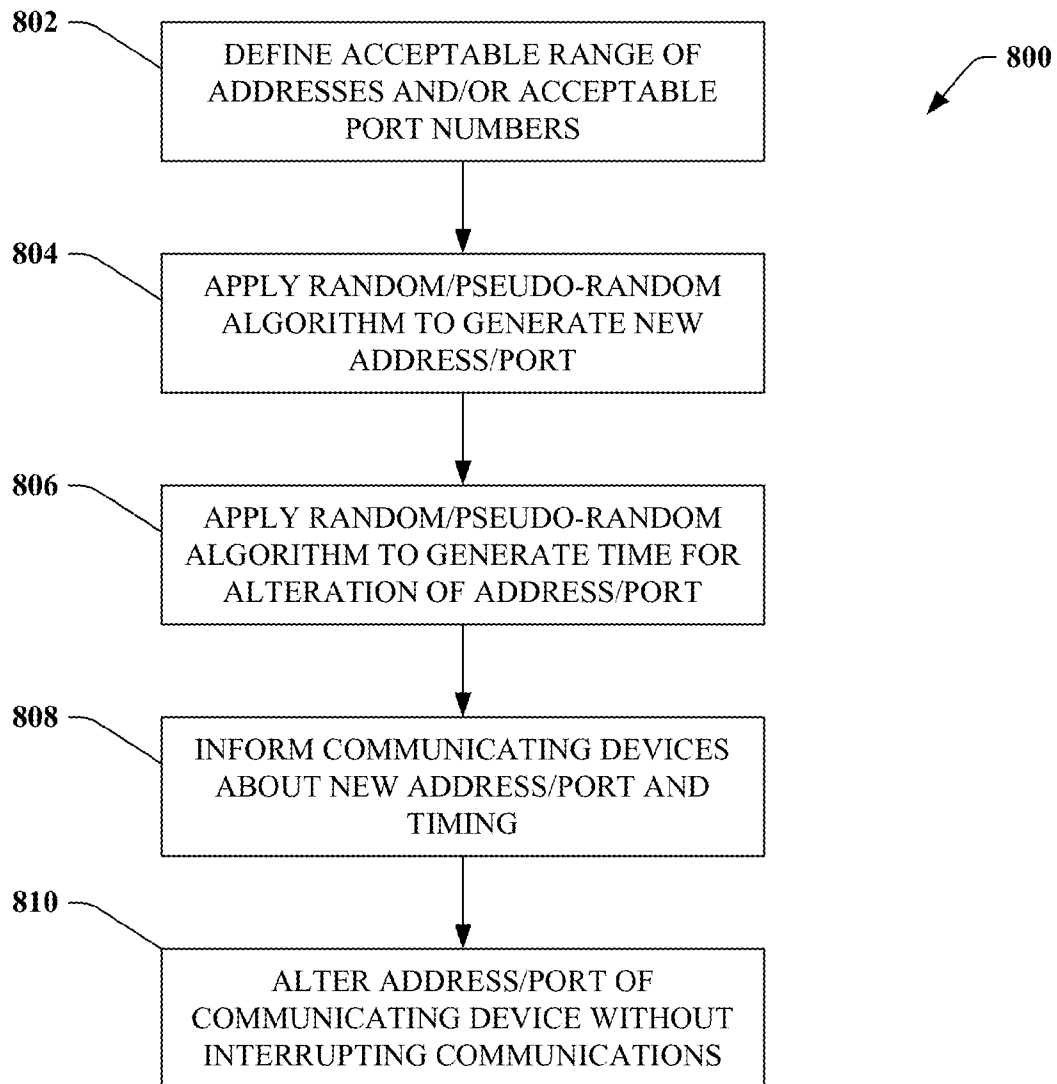 802
DEFINE ACCEPTABLE RANGE OF
ADDRESSES AND/OR ACCEPTABLE
PORT NUMBERS
800
804
APPLY RANDOM/PSEUDO-RANDOM
ALGORITHM TO GENERATE NEW
ADDRESS/PORT
806
APPLY RANDOM/PSEUDO-RANDOM
ALGORITHM TO GENERATE TIME FOR
ALTERATION OF ADDRESS/PORT
808
INFORM COMMUNICATING DEVICES
ABOUT NEW ADDRESS/PORT AND
TIMING
810
ALTER ADDRESS/PORT OF
COMMUNICATING DEVICE WITHOUT
INTERRUPTING COMMUNICATIONS